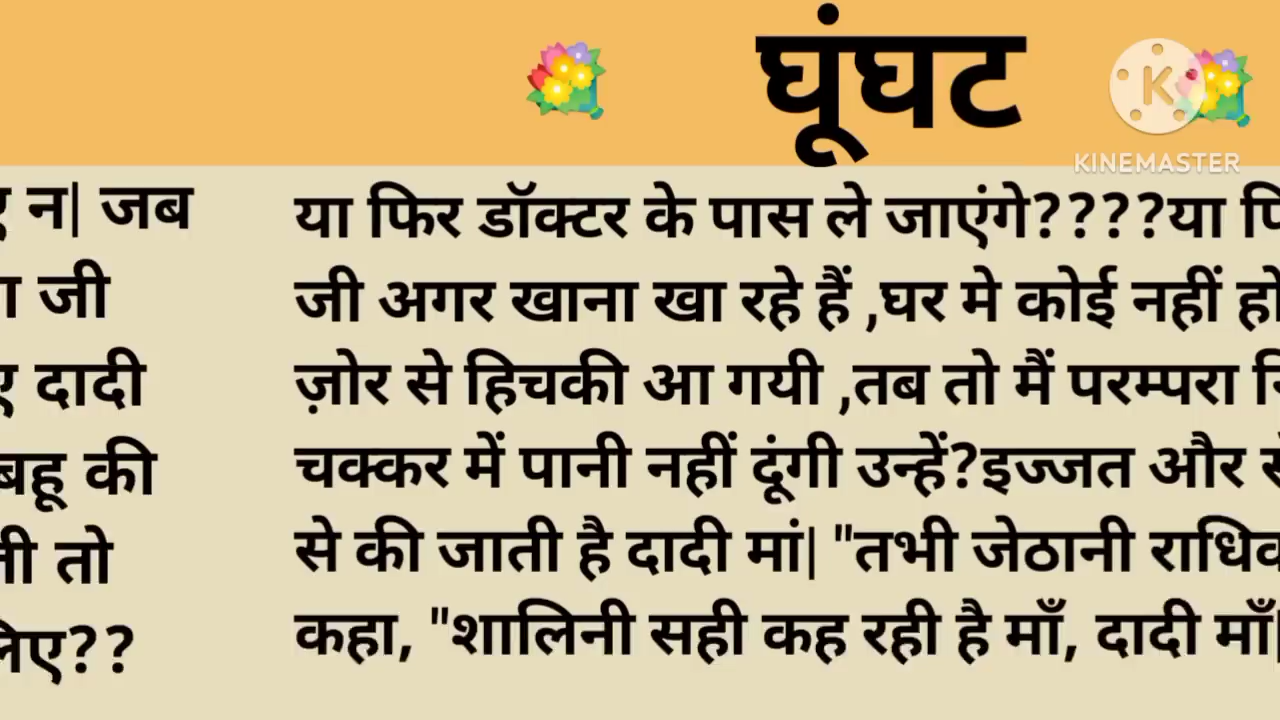 घूंघट
KINEMASTER
न| जब
जी
दादी
बहू की
तो
या फिर डॉक्टर के पास ले जाएंगे????या
जी अगर खाना खा रहे हैं ,घर मे कोई नहीं
ज़ोर से हिचकी आ गयी ,तब तो मैं परम्परा
चक्कर में पानी नहीं दूंगी उन्हें?इज्जत और
से की जाती है दादी मां| "तभी जेठानी
कहा, "शालिनी सही कह रही है माँ, दादी माँ|